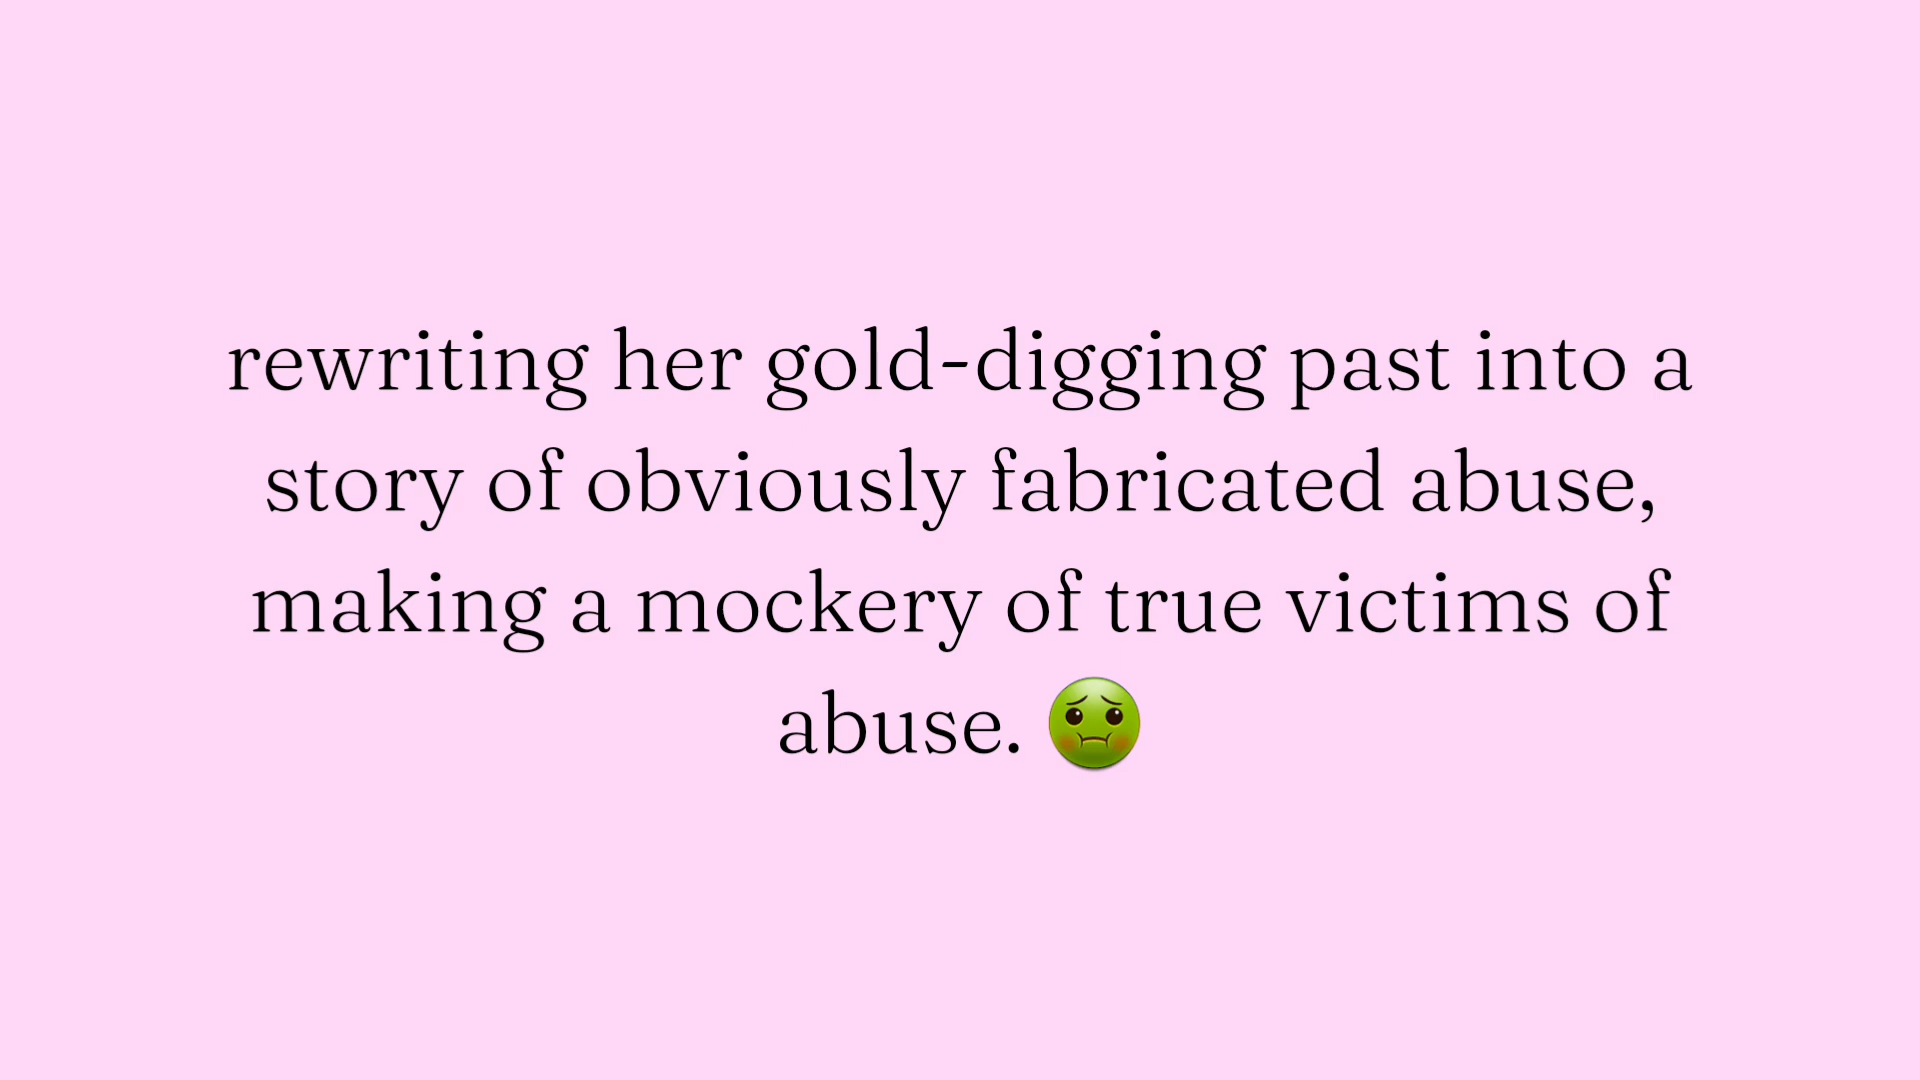 rewriting her gold-digging past into a
story of obviously fabricated abuse,
making a mockery of true victims of
abuse. 🤢